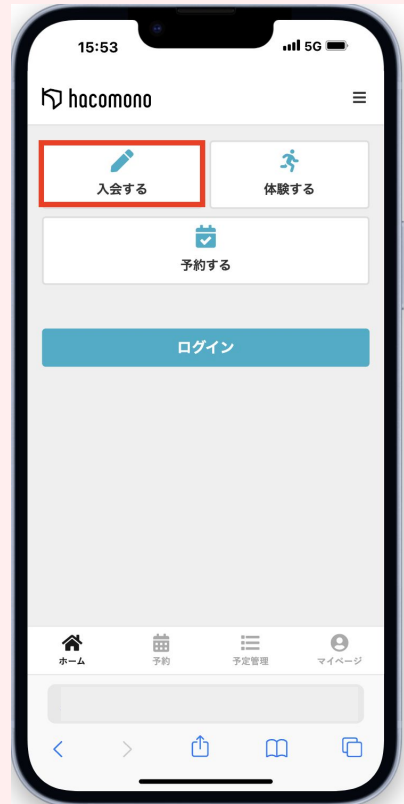 15:53
5G
hacomono
入会する
体験する
予約する
ログイン
ホーム
予約
予定管理
マイページ